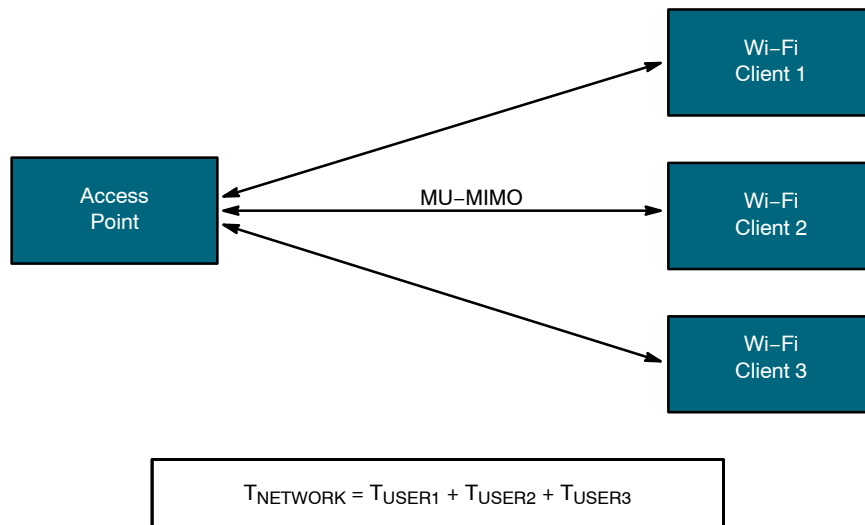 Wi−Fi
Client 1
Access
Point
MU−MIMO
Wi−Fi
Client 2
Wi−Fi
Client 3
TNETWORK = TUSER1 + TUSER2 + TUSER3